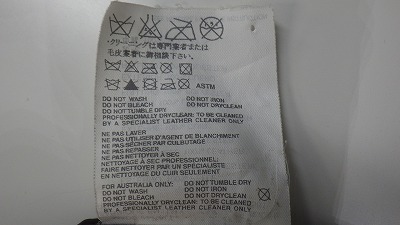 ・クリーニングは専門業者または
毛皮業者に御相談下さい。
ASTM
DO NOT WASH DO NOT IRON
DO NOT BLEACH DO NOT DRYCLEAN
DO NOT TUMBLE DRY
PROFESSIONALLY DRYCLEAN: TO BE CLEANED
BY A SPECIALIST LEATHER CLEANER ONLY
NE PAS LAVER
NE PAS UTILISER D'AGENT DE BLANCHIMENT
NE PAS SÉCHER PAR CULBUTAGE
NE PAS REPASSER
NE PAS NETTOYER À SEC
NETTOYAGE À SEC PROFESSIONNEL:
FAIRE NETTOYER PAR UN SPÉCIALISTE
EN NETTOYAGE DU CUIR SEULEMENT
FOR AUSTRALIA ONLY: DO NOT TUMBLE DRY
DO NOT WASH DO NOT IRON
DO NOT BLEACH DO NOT DRYCLEAN
PROFESSIONALLY DRYCLEAN: TO BE CLEANED
BY A SPECIALIST LEATHER CLEANER ONLY